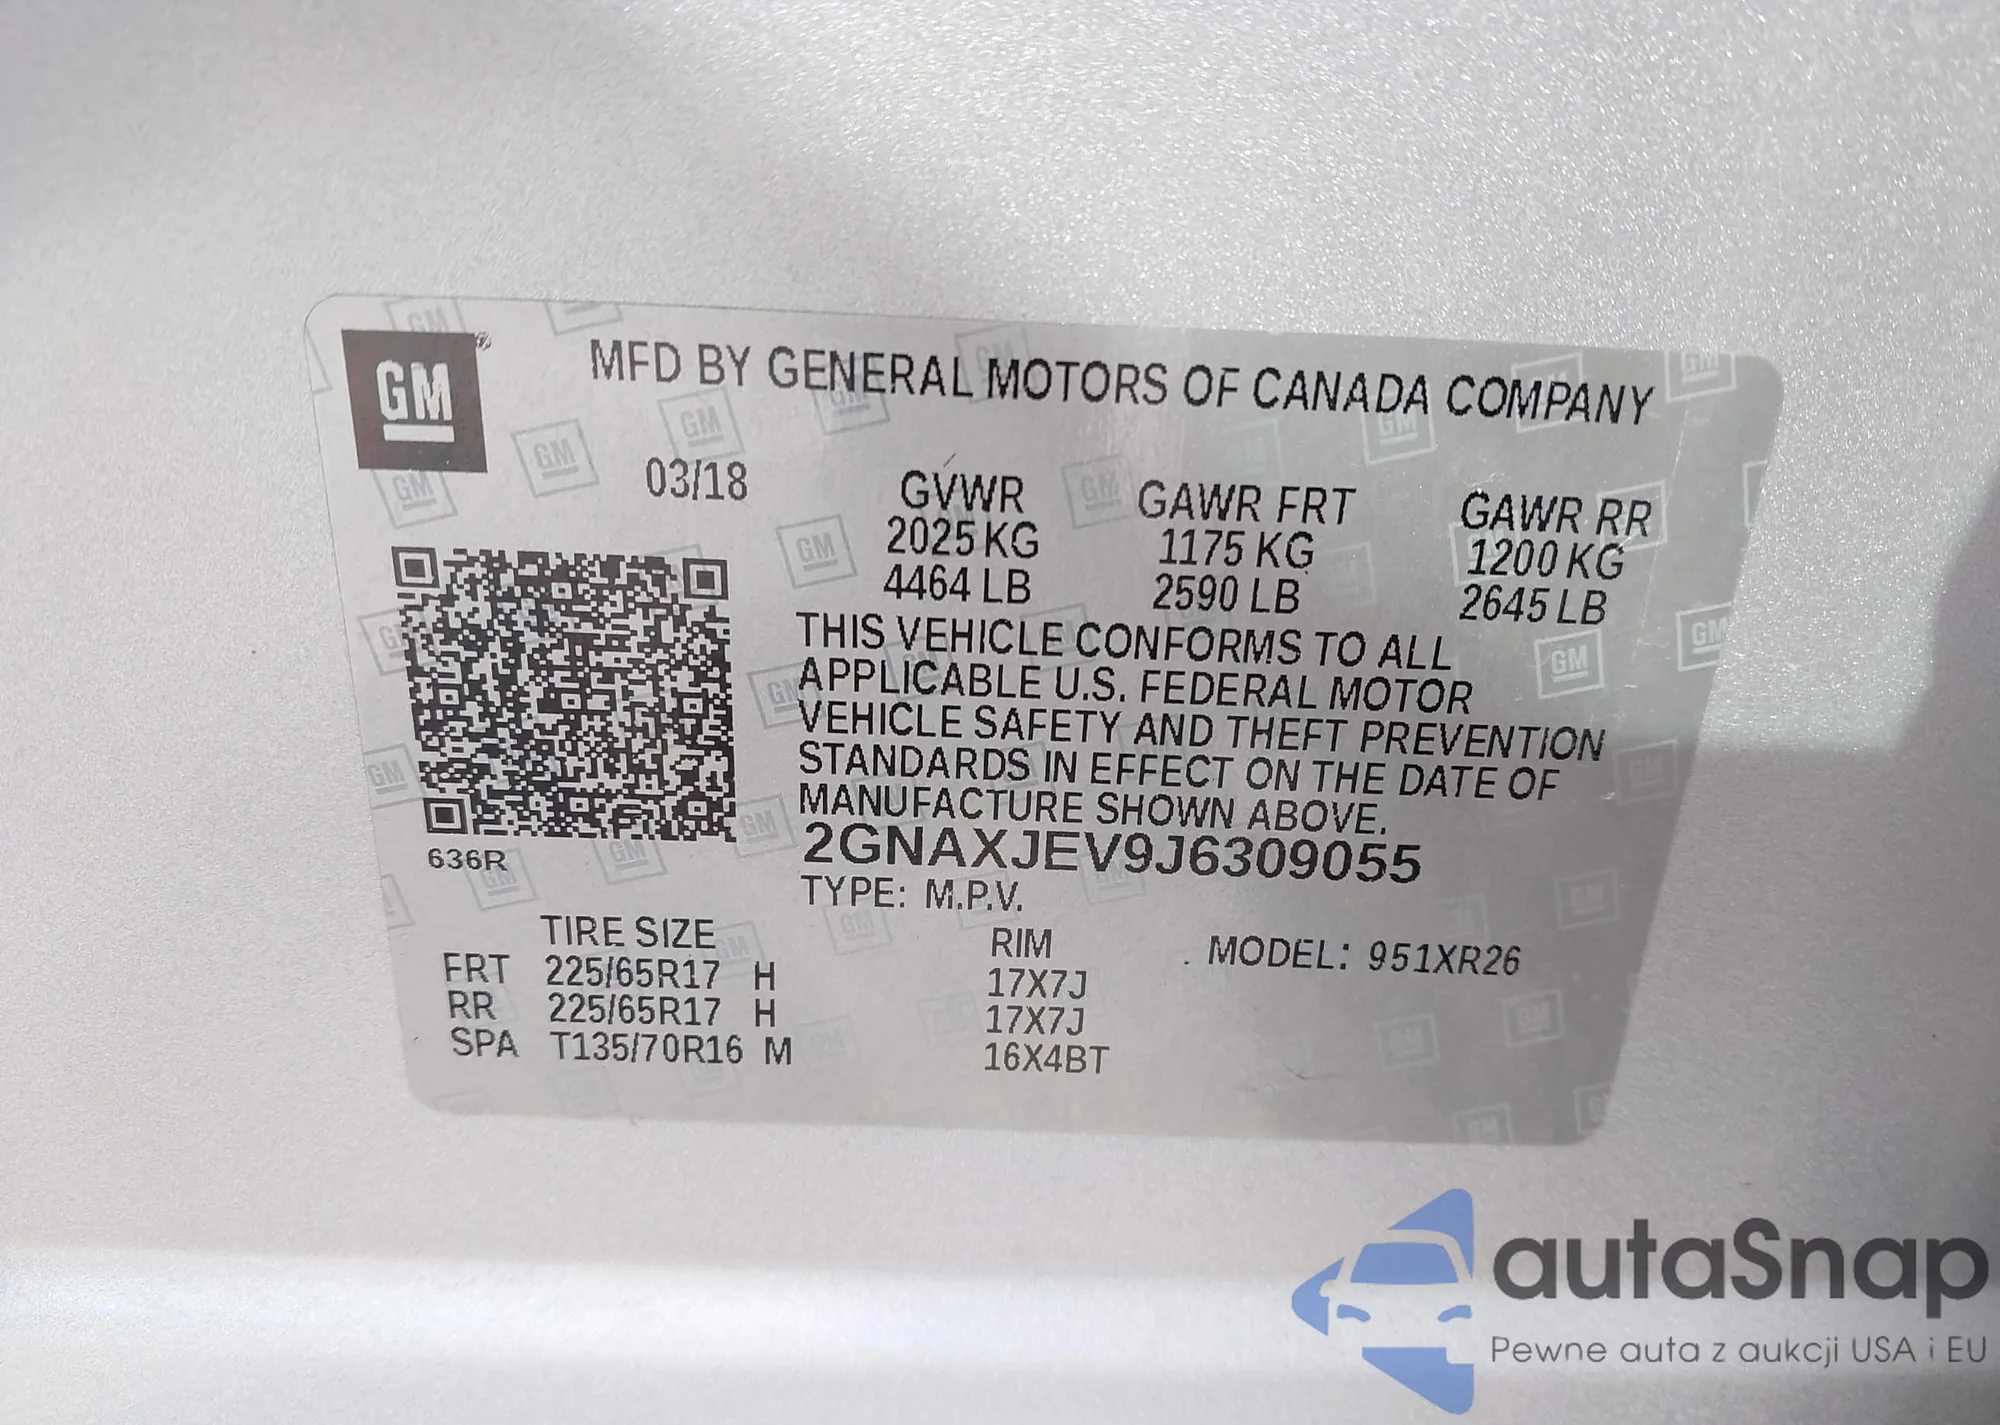 GM
MFD BY GENERAL MOTORS OF CANADA COMPANY
03/18
GVWR GAWR FRT GAWR RR
2025 KG 1175 KG 1200 KG
4464 LB 2590 LB 2645 LB
THIS VEHICLE CONFORMS TO ALL
APPLICABLE U.S. FEDERAL MOTOR
VEHICLE SAFETY AND THEFT PREVENTION
STANDARDS IN EFFECT ON THE DATE OF
MANUFACTURE SHOWN ABOVE.
2GNAXJEV9J6309055
636R
TYPE: M.P.V.
TIRE SIZE RIM MODEL: 951XR26
FRT 225/65R17 H 17X7J
RR 225/65R17 H 17X7J
SPA T135/70R16 M 16X4BT
autaSnap
Pewne auta z aukcji USA i EU